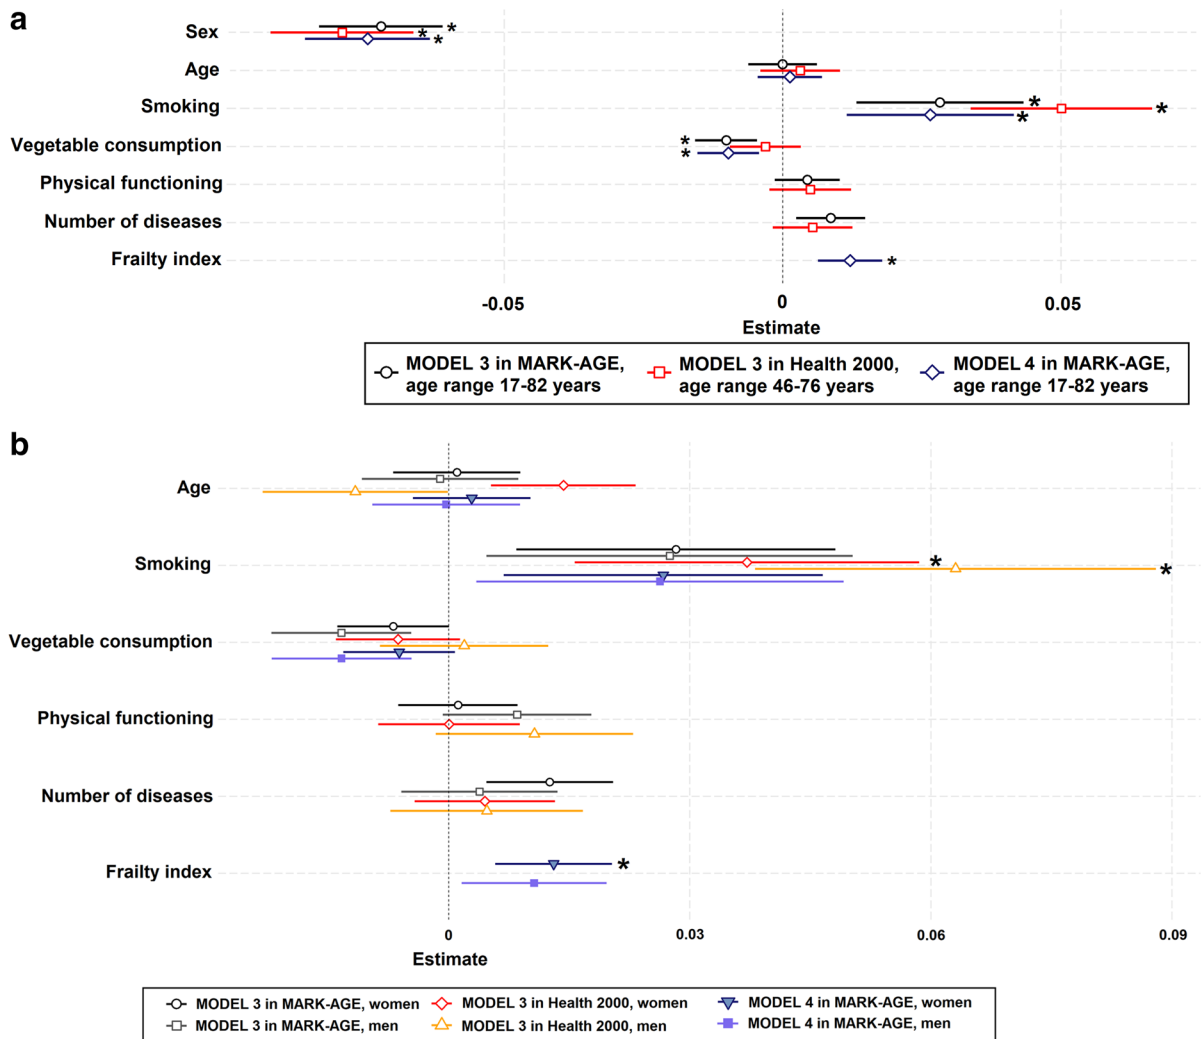 a
Sex
* * *
Age
Smoking
* * *
Vegetable consumption
* *
Physical functioning
Number of diseases
Frailty index
*
-0.05 0 0.05
Estimate
MODEL 3 in MARK-AGE, age range 17-82 years
MODEL 3 in Health 2000, age range 46-76 years
MODEL 4 in MARK-AGE, age range 17-82 years
b
Age
Smoking
* *
Vegetable consumption
Physical functioning
Number of diseases
Frailty index
*
0 0.03 0.06 0.09
Estimate
MODEL 3 in MARK-AGE, women MODEL 3 in Health 2000, women MODEL 4 in MARK-AGE, women
MODEL 3 in MARK-AGE, men MODEL 3 in Health 2000, men MODEL 4 in MARK-AGE, men